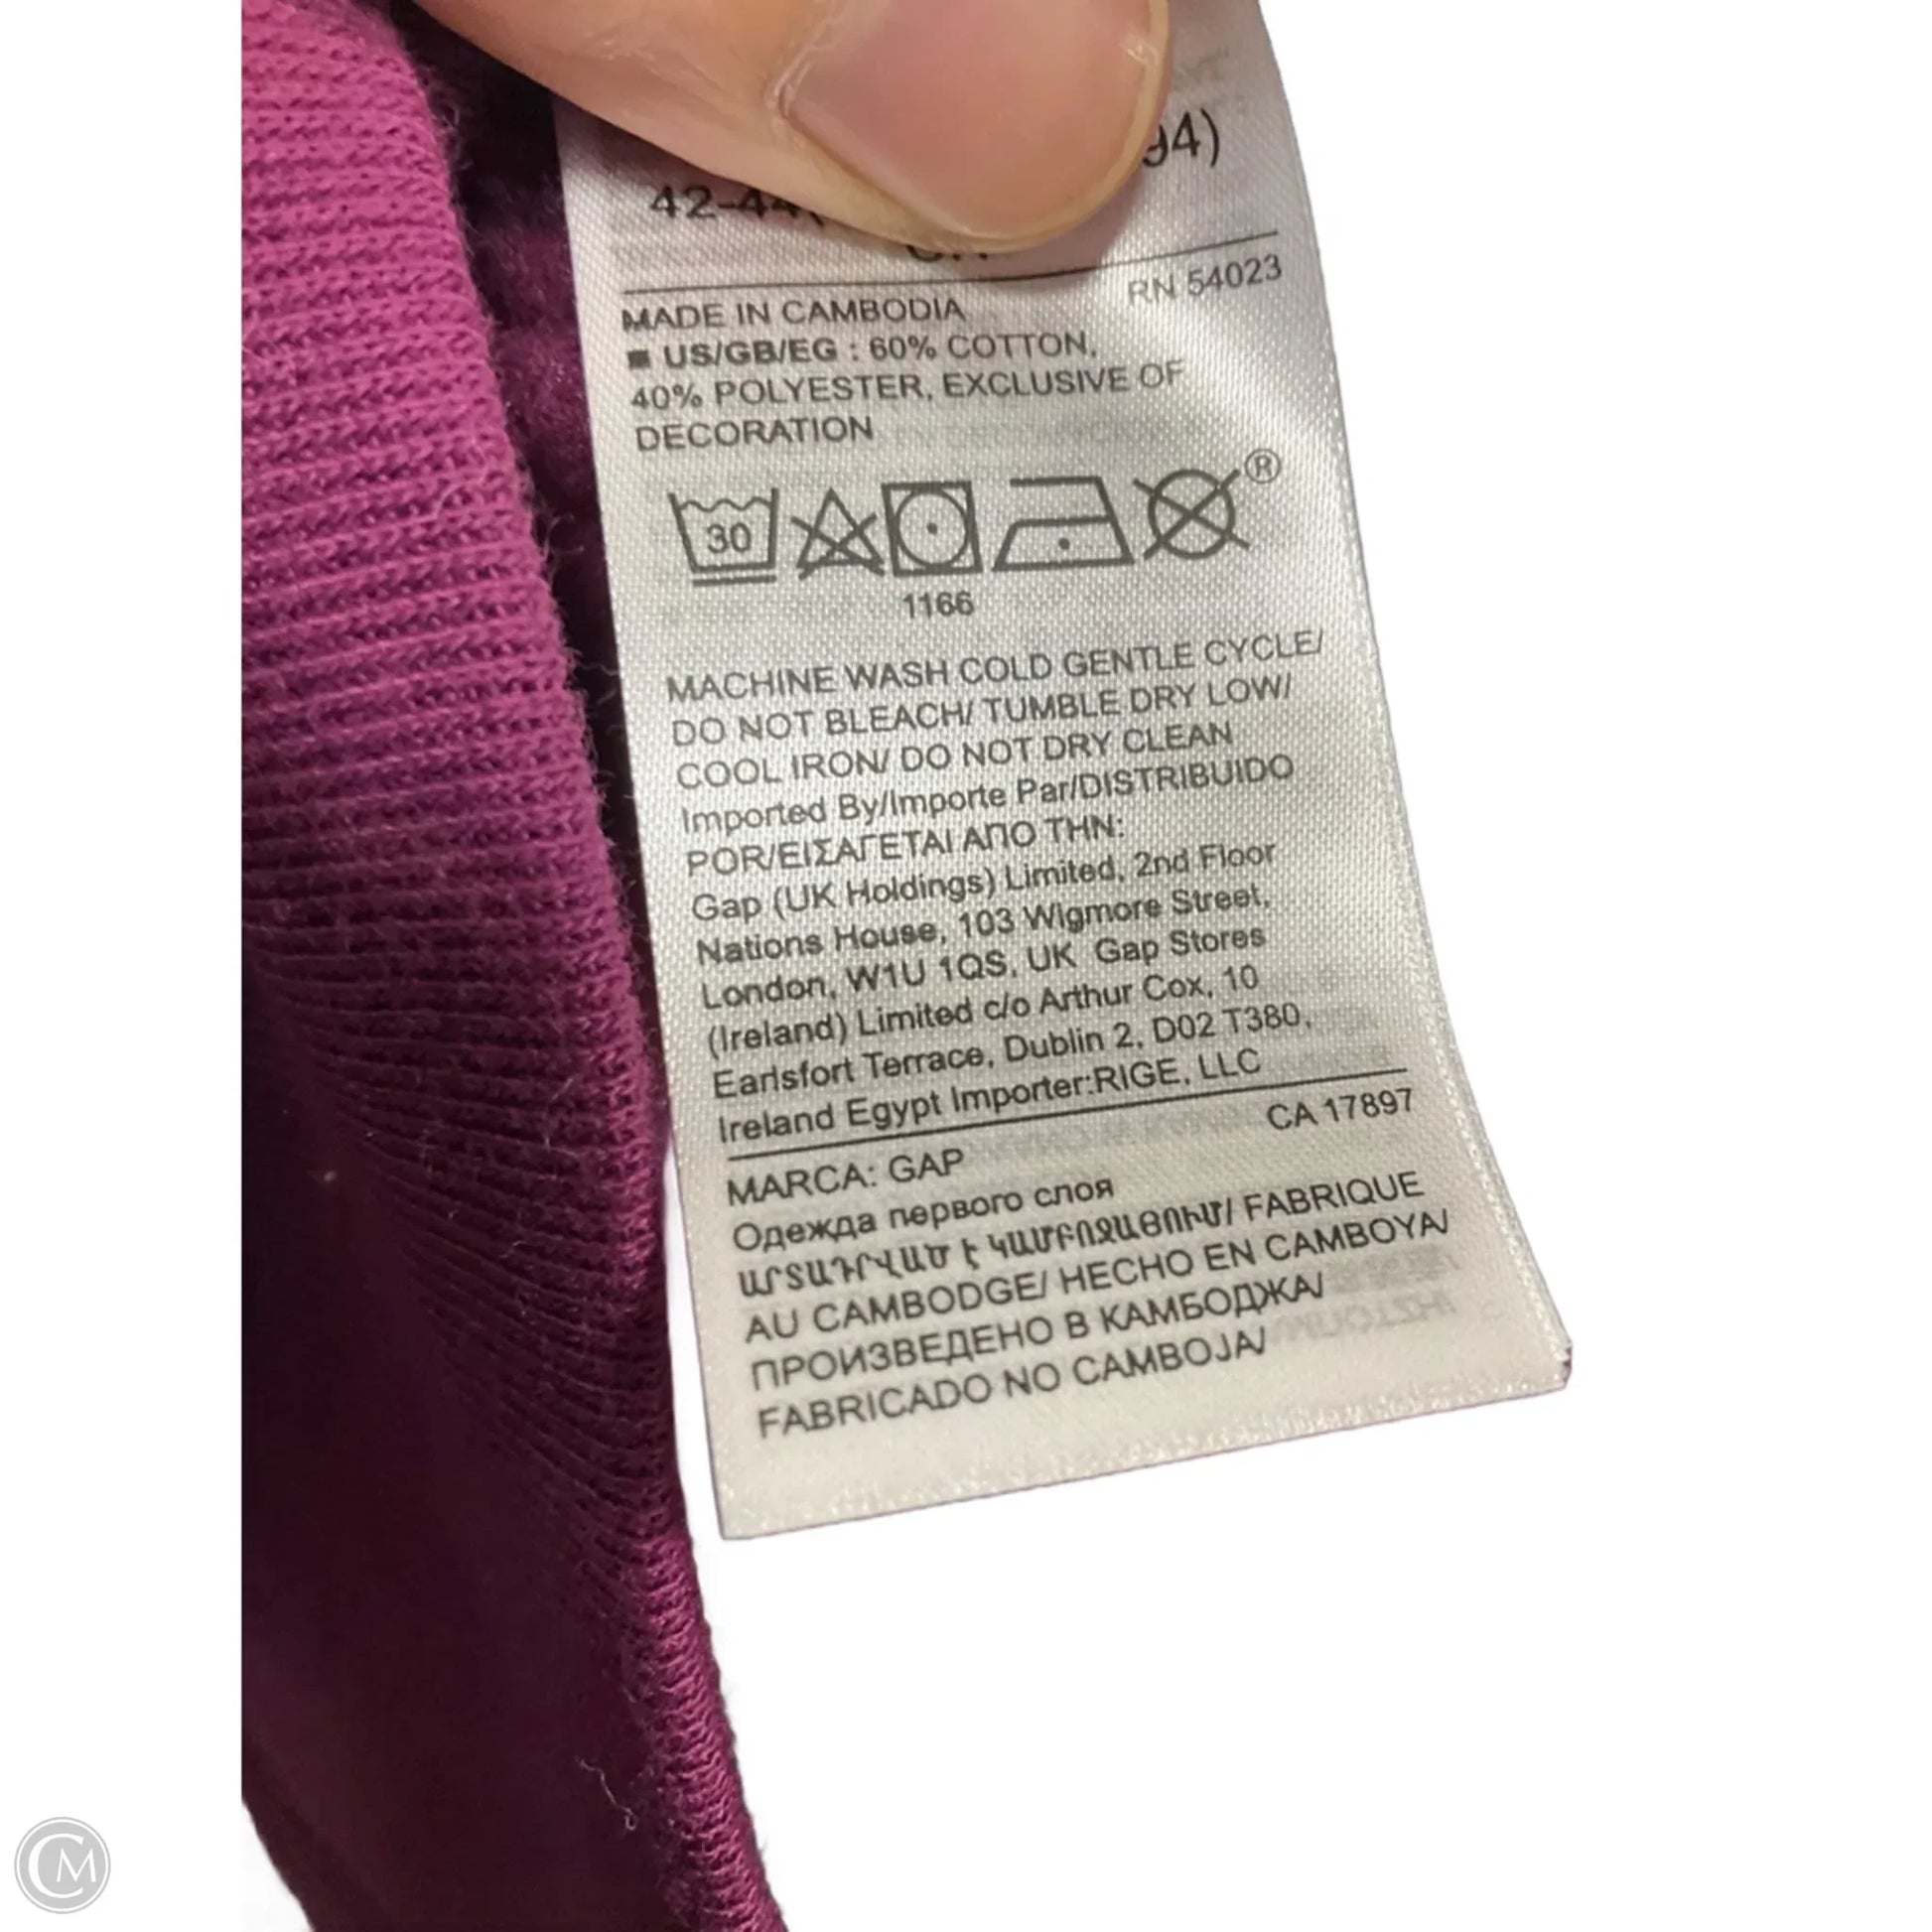 94)
42-44(
MADE IN CAMBODIA
RN 54023
■ US/GB/EG : 60% COTTON,
40% POLYESTER, EXCLUSIVE OF
DECORATION
30
®
1166
MACHINE WASH COLD GENTLE CYCLE/
DO NOT BLEACH/ TUMBLE DRY LOW/
COOL IRON/ DO NOT DRY CLEAN
Imported By/Importe Par/DISTRIBUIDO
POR/ΕΙΣΑΓΕΤΑΙ ΑΠΟ ΤΗΝ:
Gap (UK Holdings) Limited, 2nd Floor
Nations House, 103 Wigmore Street,
London, W1U 1QS, UK Gap Stores
(Ireland) Limited c/o Arthur Cox, 10
Earlsfort Terrace, Dublin 2, D02 T380,
Ireland Egypt Importer:RIGE, LLC
CA 17897
MARCA: GAP
Одежда первого слоя
ԱՐՏԱԴՐՎԱԾ Է ԿԱՄԲՈՋԱՅՈՒՄ/ FABRIQUE
AU CAMBODGE/ HECHO EN CAMBOYA/
ПРОИЗВЕДЕНО В КАМБОДЖА/
FABRICADO NO CAMBOJA/
CM